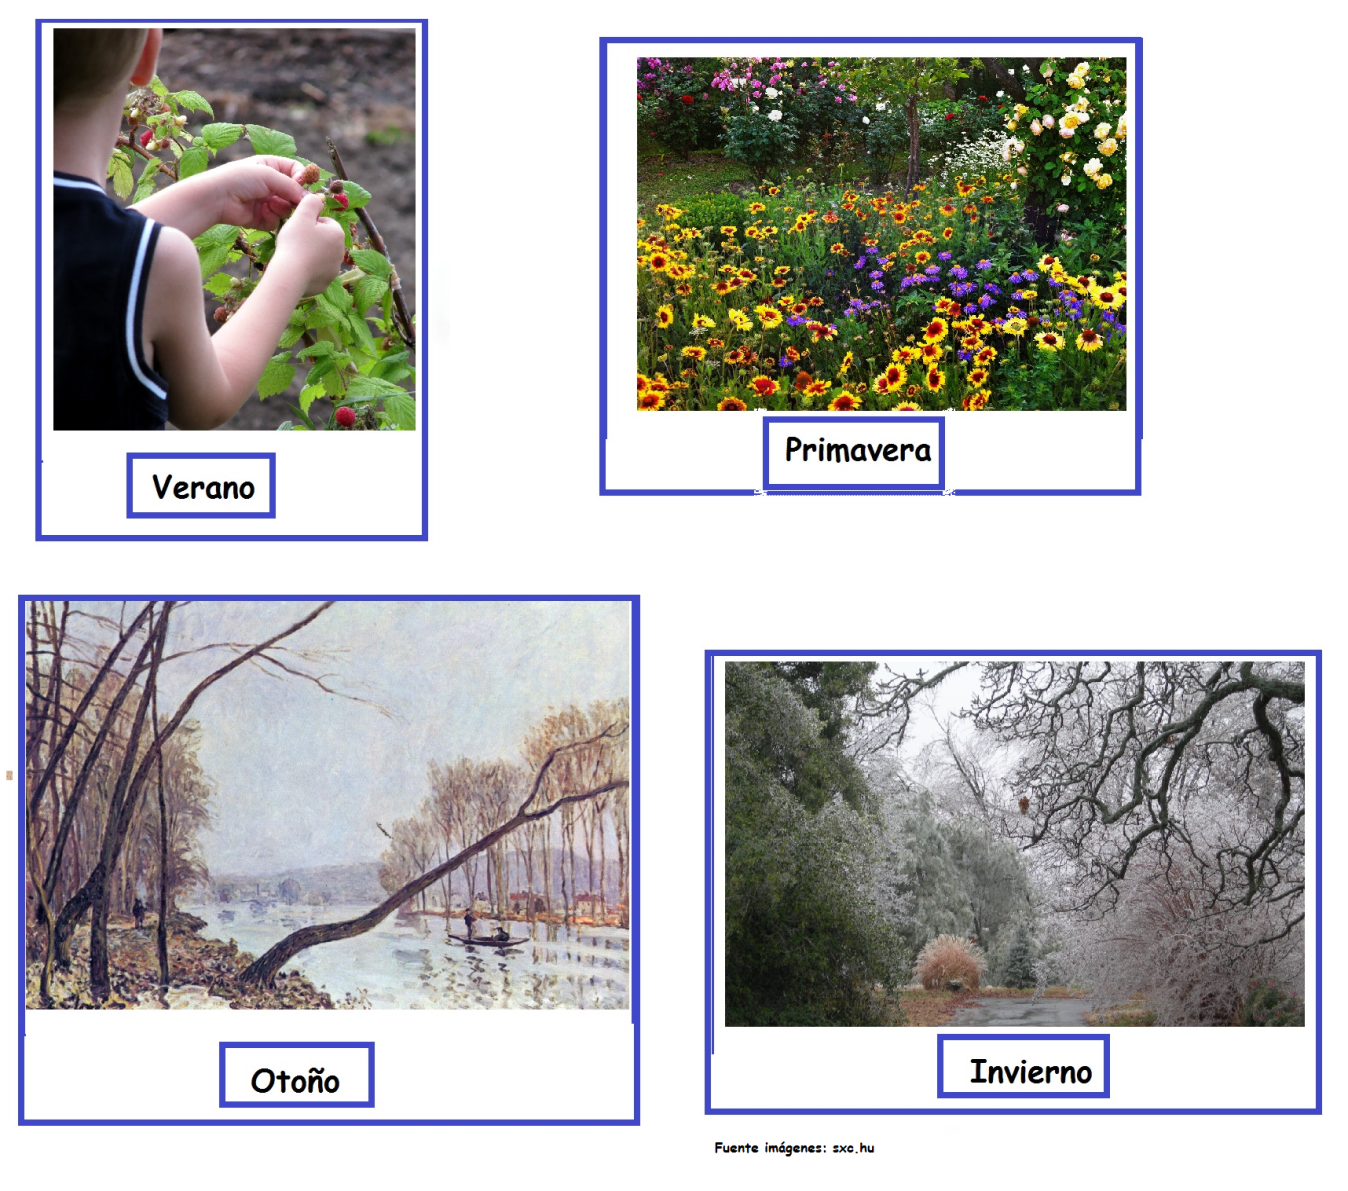 Verano
Primavera
Otoño
Invierno
Fuente imágenes: sxc.hu